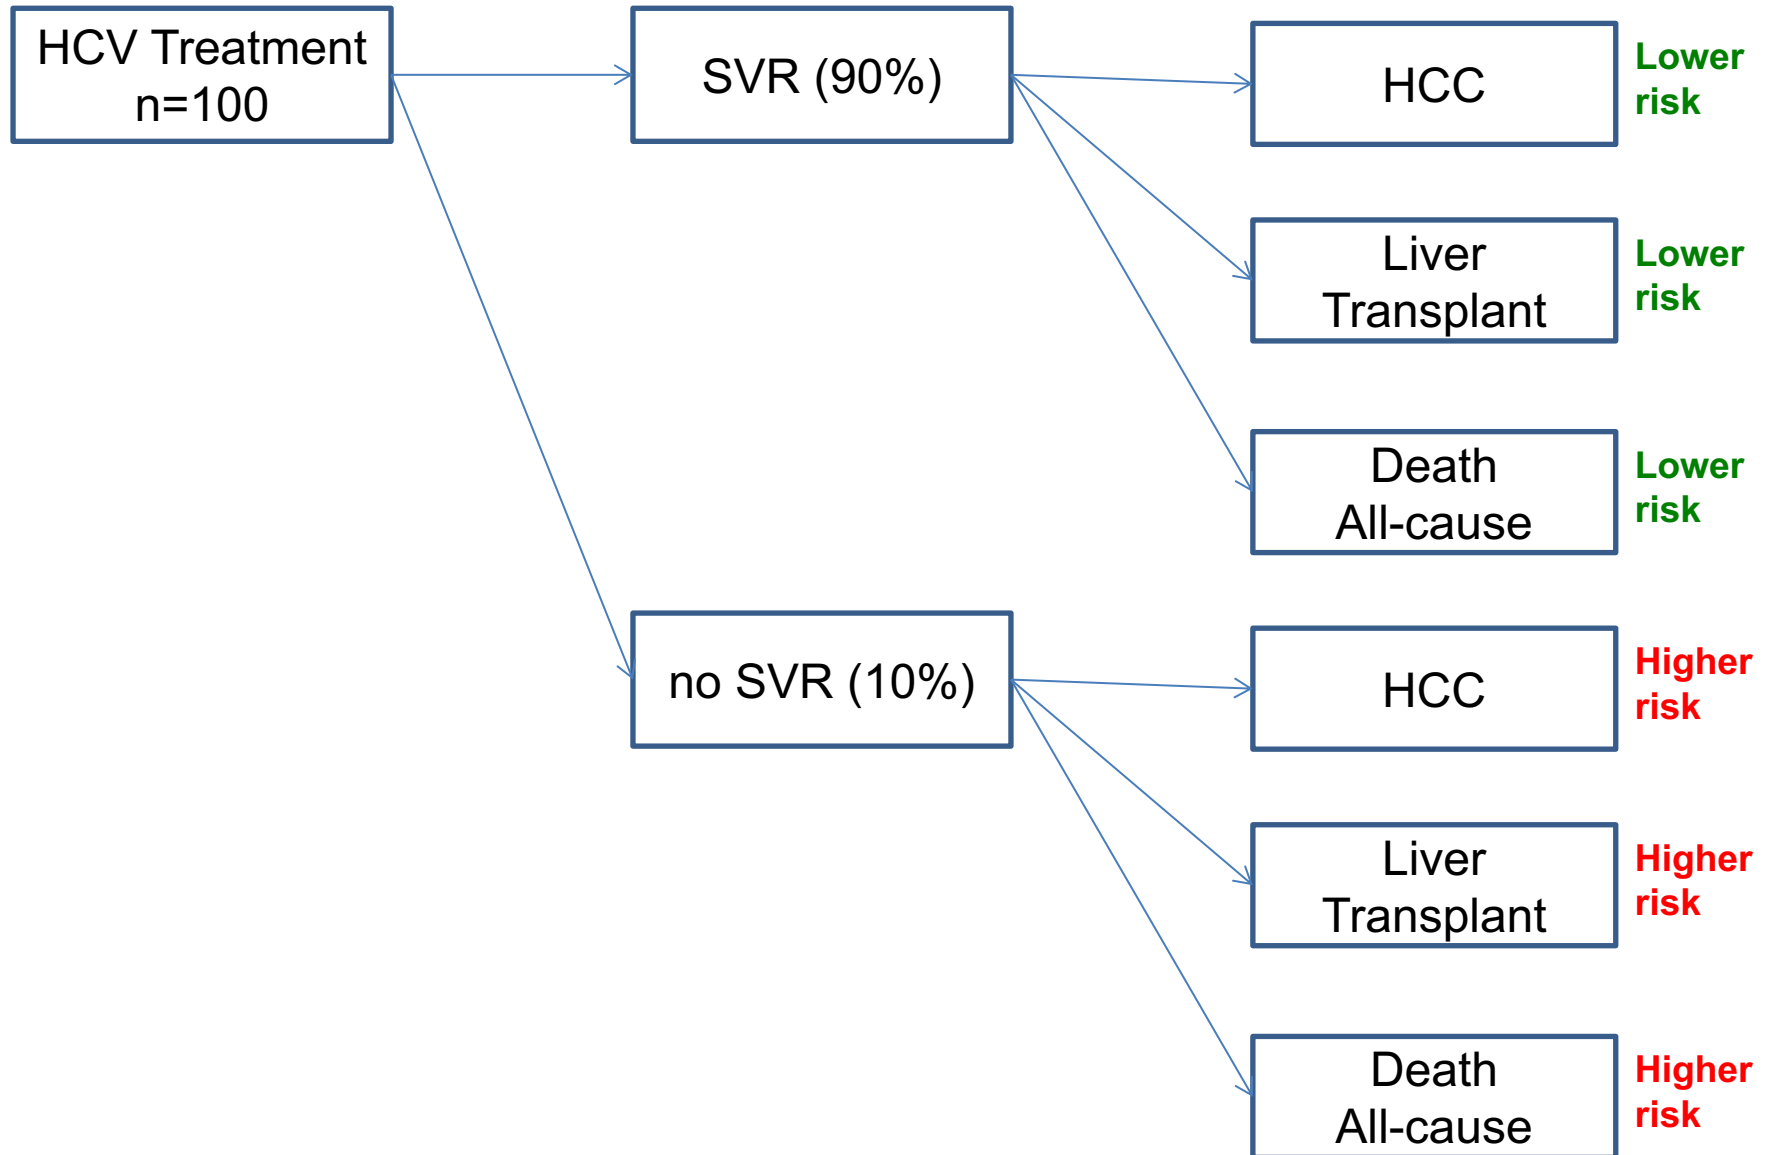 HCV Treatment
n=100
SVR (90%)
HCC
Lower
risk
Liver
Transplant
Lower
risk
Death
All-cause
Lower
risk
no SVR (10%)
HCC
Higher
risk
Liver
Transplant
Higher
risk
Death
All-cause
Higher
risk